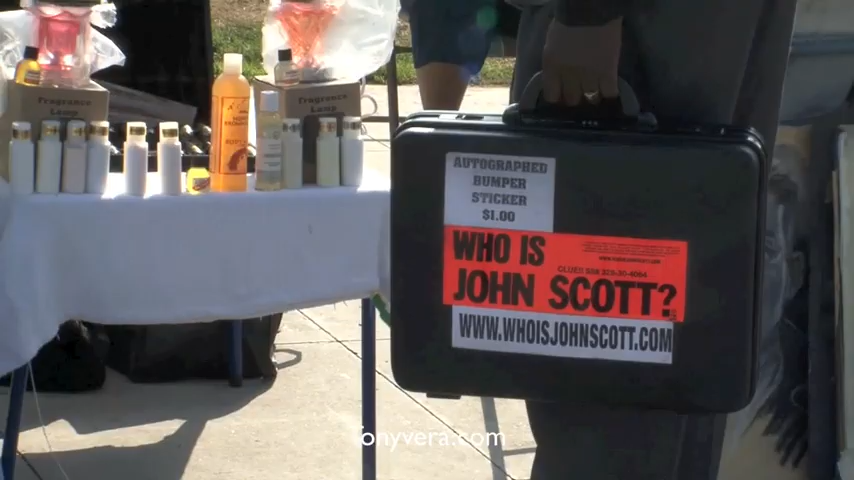 Fragrance
Lamp
Fragrance
Lamp
AUTOGRAPHED
BUMPER
STICKER
$1.00
WHO IS
JOHN SCOTT?
WWW.WHOISJOHNSCOTT.COM
tonyvera.com